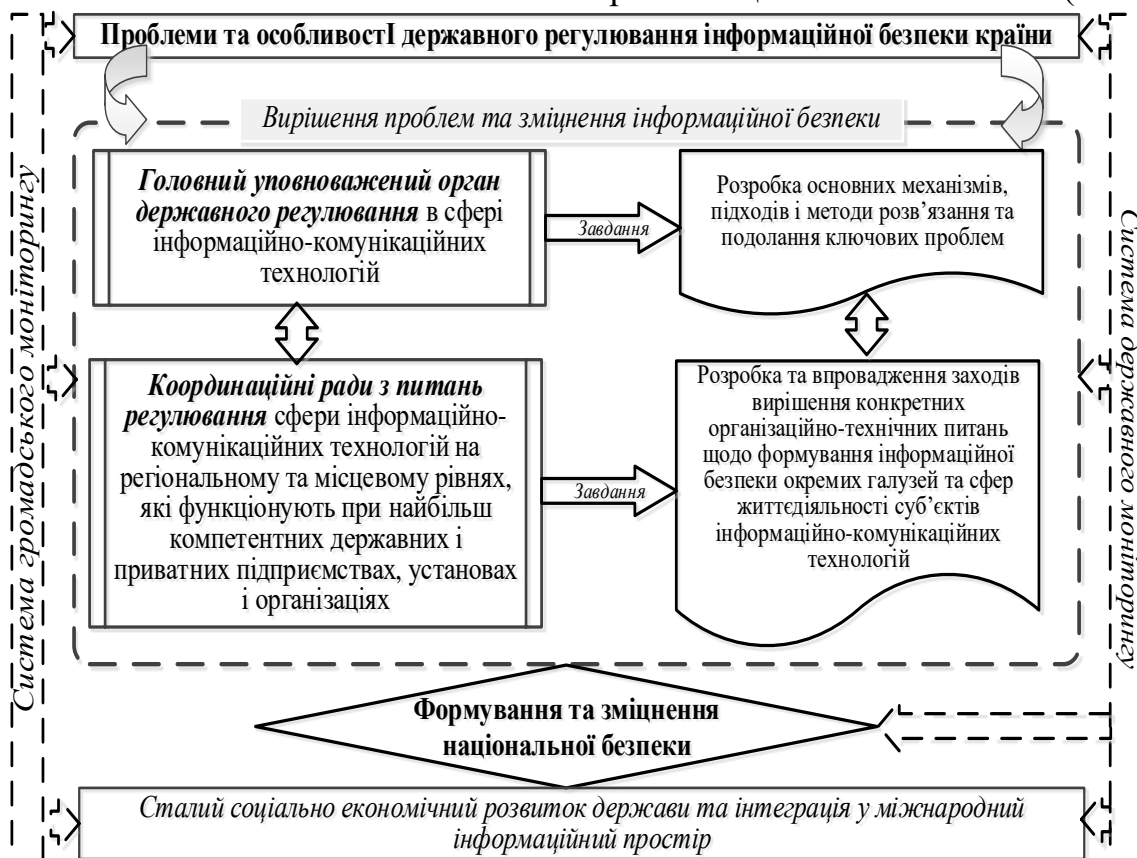 Проблеми та особливостІ державного регулювання інформаційної безпеки країни
Вирішення проблем та зміцнення інформаційної безпеки
Головний уповноважений орган
державного регулювання в сфері
інформаційно-комунікаційних
технологій
Завдання
Розробка основних механізмів,
підходів і методи розв’язання та
подолання ключових проблем
Координаційні ради з питань
регулювання сфери інформаційно-
комунікаційних технологій на
регіональному та місцевому рівнях,
які функціонують при найбільш
компетентних державних і
приватних підприємствах, установах
і організаціях
Завдання
Розробка та впровадження заходів
вирішення конкретних
організаційно-технічних питань
щодо формування інформаційної
безпеки окремих галузей та сфер
життєдіяльності суб’єктів
інформаційно-комунікаційних
технологій
Система громадського моніторингу
Система державного моніторингу
Формування та зміцнення
національної безпеки
Сталий соціально економічний розвиток держави та інтеграція у міжнародний
інформаційний простір